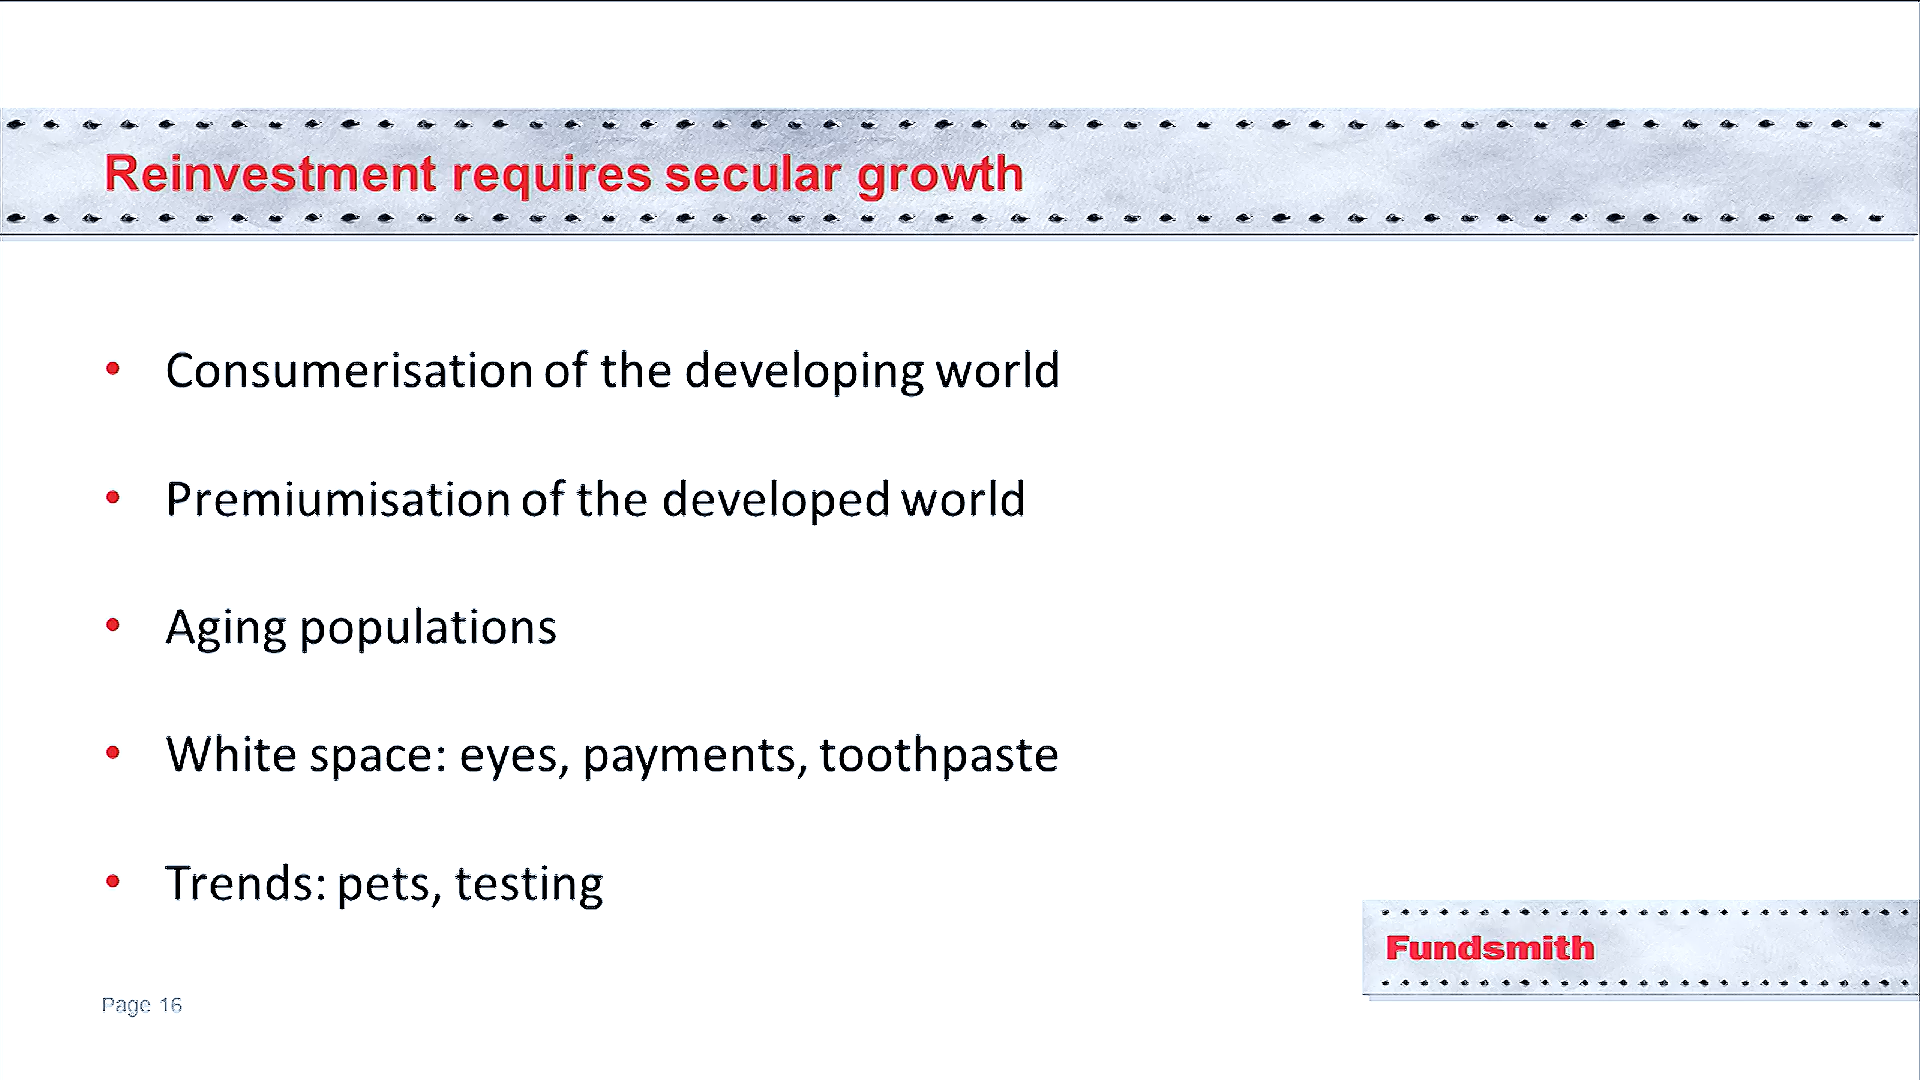 Reinvestment requires secular growth
• Consumerisation of the developing world
• Premiumisation of the developed world
• Aging populations
• White space: eyes, payments, toothpaste
• Trends: pets, testing
Fundsmith
Page 16